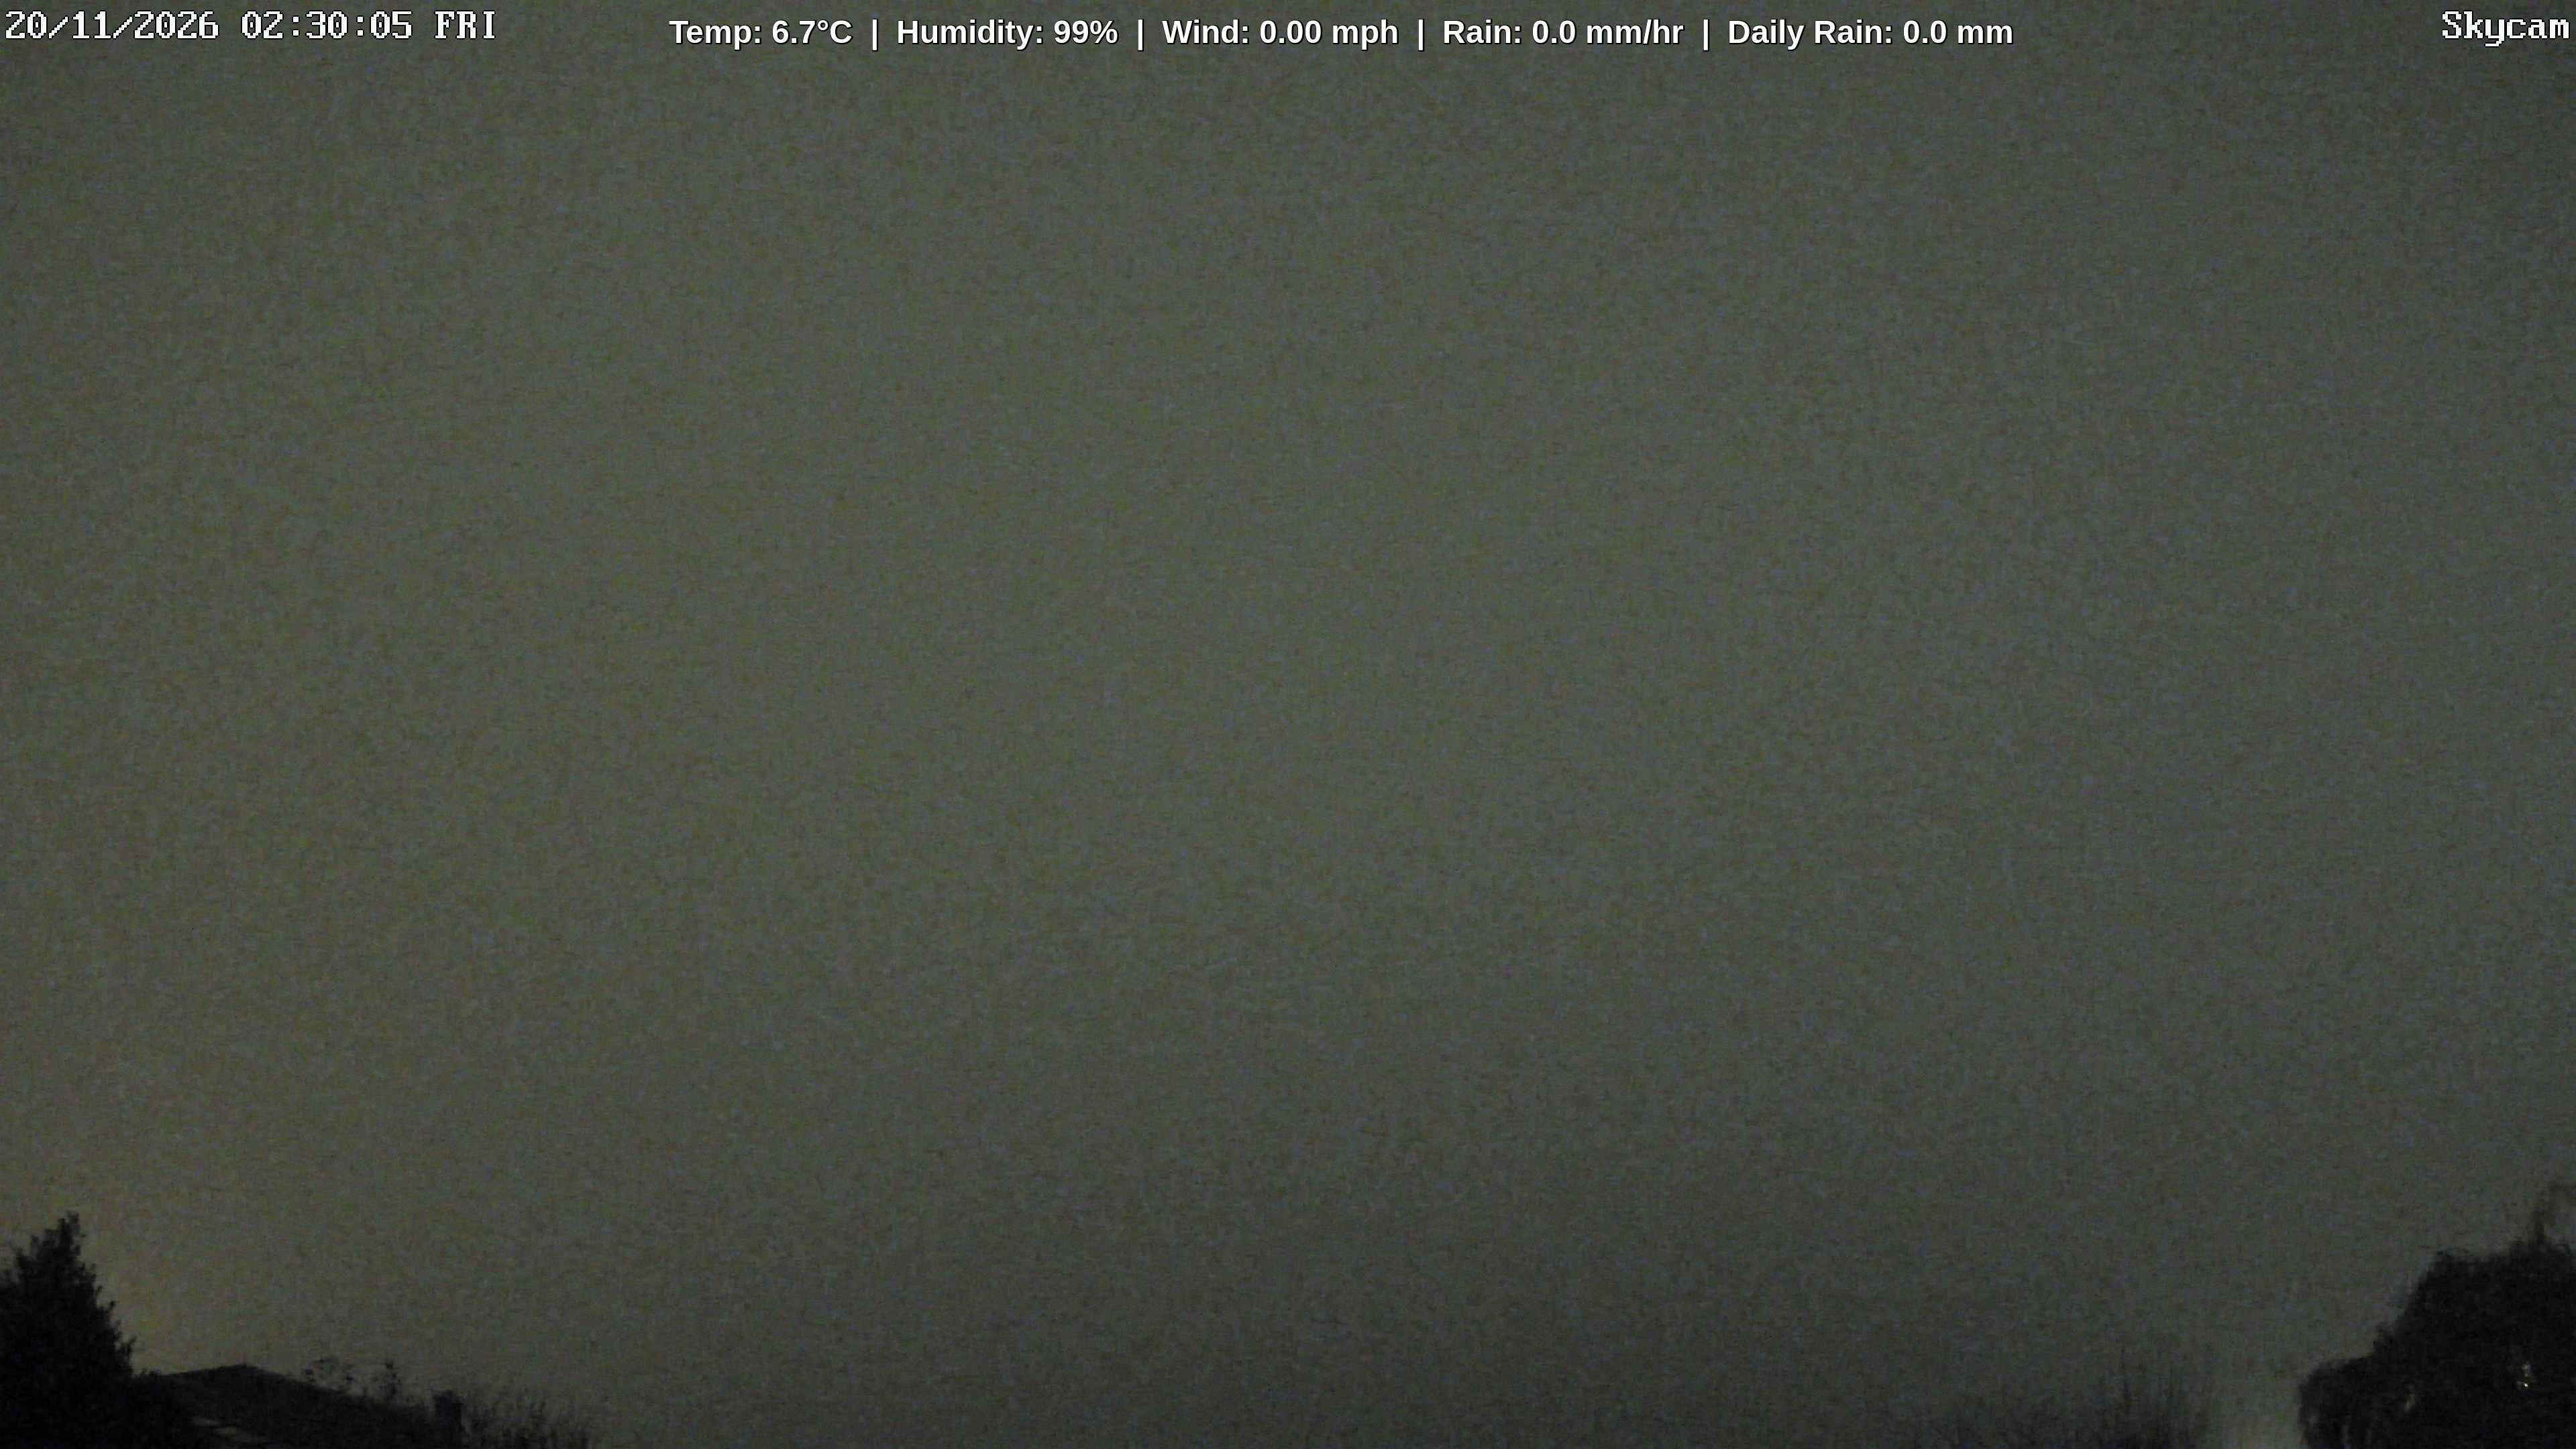 20/11/2026 02:30:05 FRI
Temp: 6.7°C | Humidity: 99% | Wind: 0.00 mph | Rain: 0.0 mm/hr | Daily Rain: 0.0 mm
Skycam